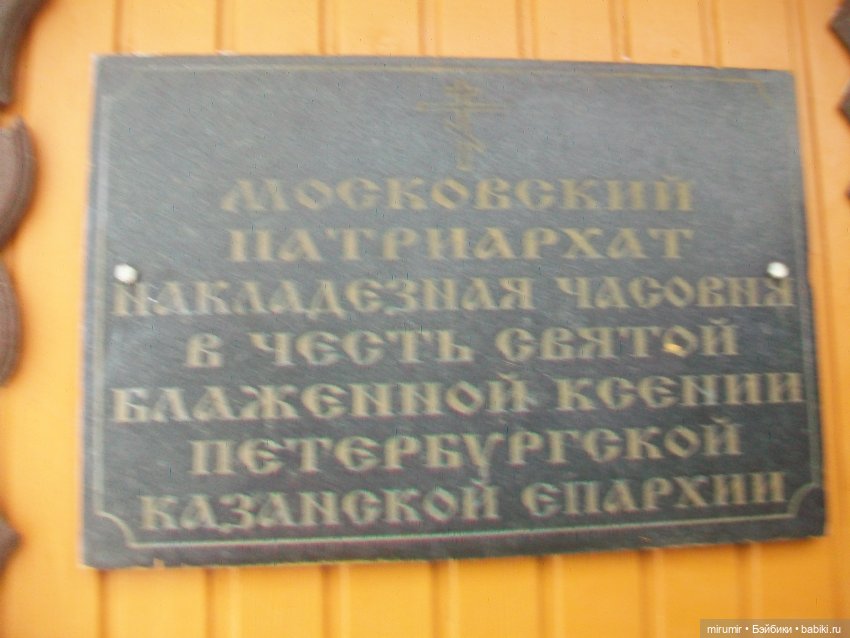 МОСКОВСКИЙ
ПАТРИАРХАТ
НАКЛАДЕЗНАЯ ЧАСОВНЯ
В ЧЕСТЬ СВЯТОЙ
БЛАЖЕННОЙ КСЕНИИ
ПЕТЕРБУРГСКОЙ
КАЗАНСКОЙ ЕПАРХИИ
mirumir • Бэйбики • babiki.ru